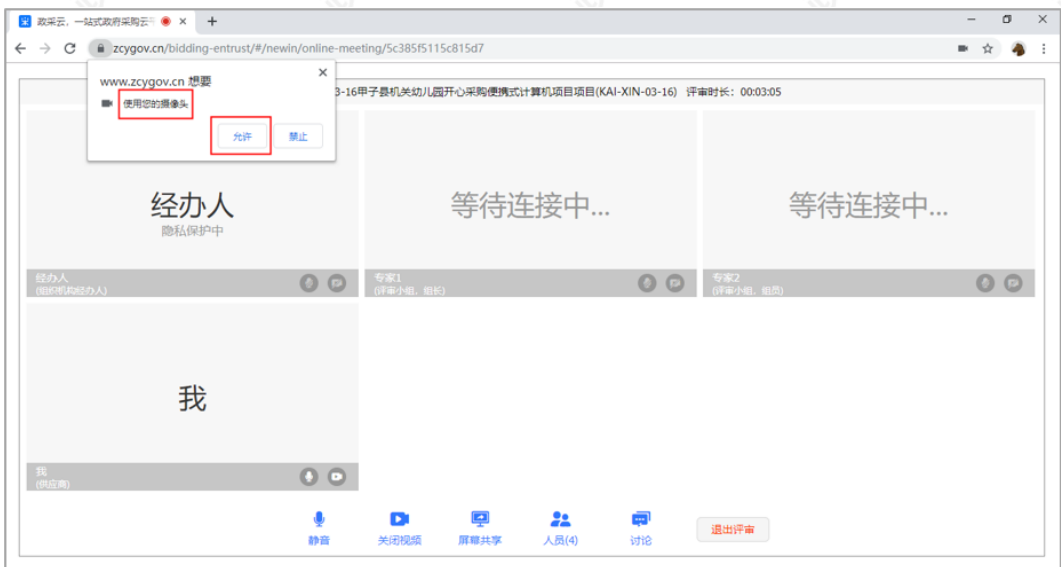 政采云，一站式政府采购云平
zcygov.cn/bidding-entrust/#/newin/online-meeting/5c385f5115c815d7
www.zcygov.cn 想要
使用您的摄像头
允许
禁止
3-16甲子县机关幼儿园开心采购便携式计算机项目项目(KAI-XIN-03-16) 评审时长：00:03:05
经办人
隐私保护中
等待连接中...
等待连接中...
经办人
(组织机构经办人)
专家1
(评审小组，组长)
专家2
(评审小组，组员)
我
我
(供应商)
静音
关闭视频
屏幕共享
人员(4)
讨论
退出评审